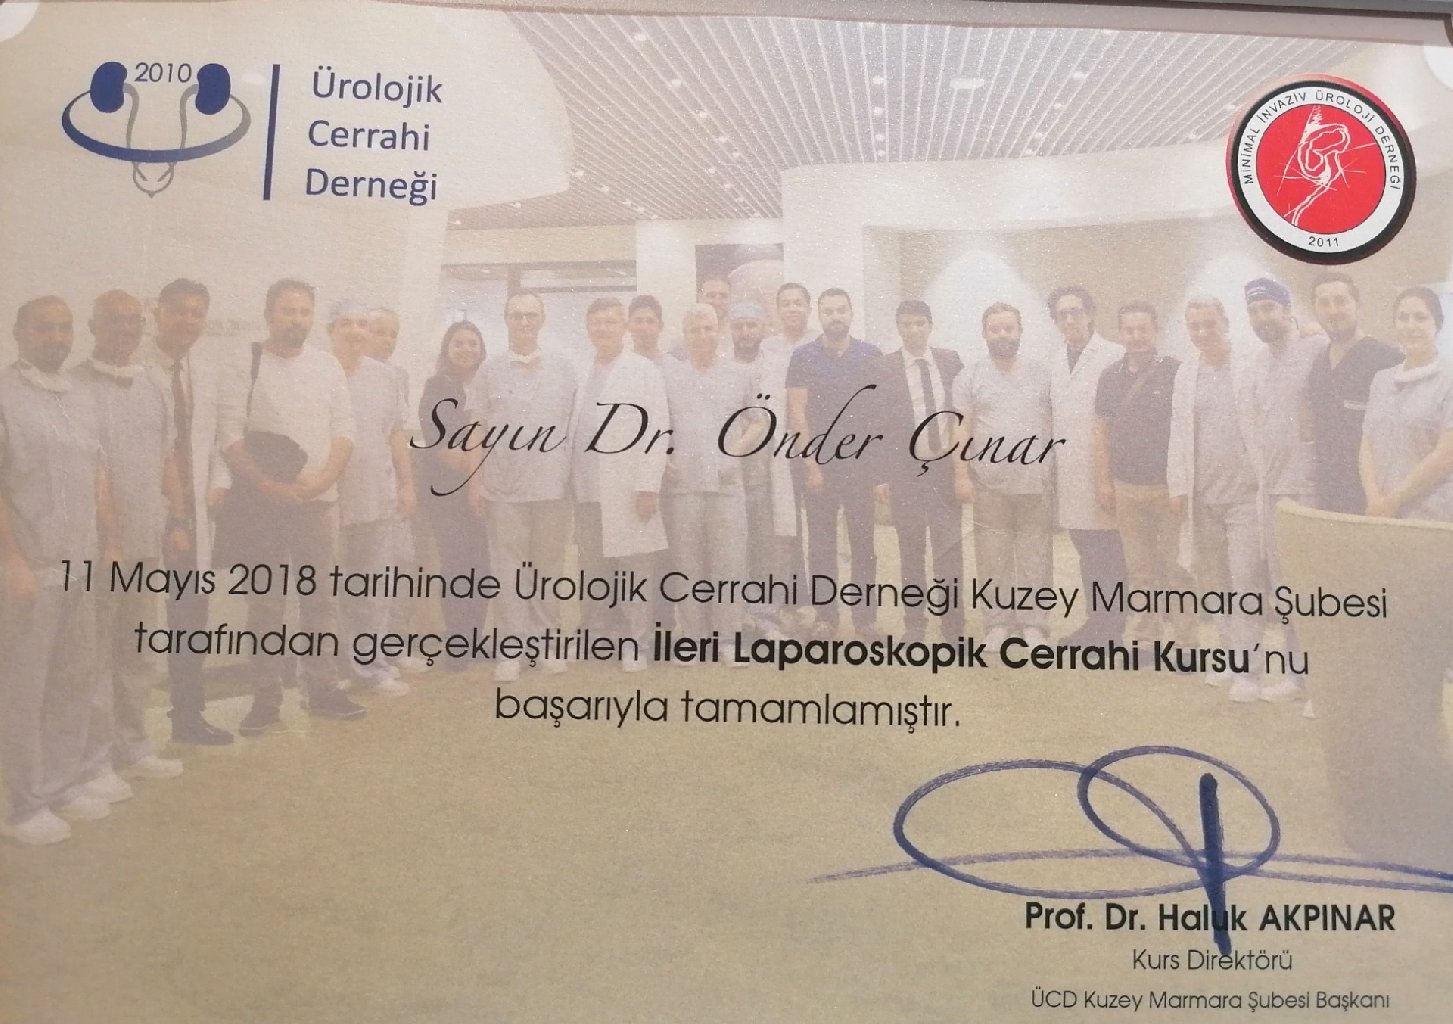 2010
Ürolojik
Cerrahi
Derneği
MİNİMAL İNVAZİV ÜROLOJİ DERNEĞİ
2011
Sayın Dr. Önder Çınar
11 Mayıs 2018 tarihinde Ürolojik Cerrahi Derneği Kuzey Marmara Şubesi
tarafından gerçekleştirilen İleri Laparoskopik Cerrahi Kursu'nu
başarıyla tamamlamıştır.
Prof. Dr. Haluk AKPINAR
Kurs Direktörü
ÜCD Kuzey Marmara Şubesi Başkanı